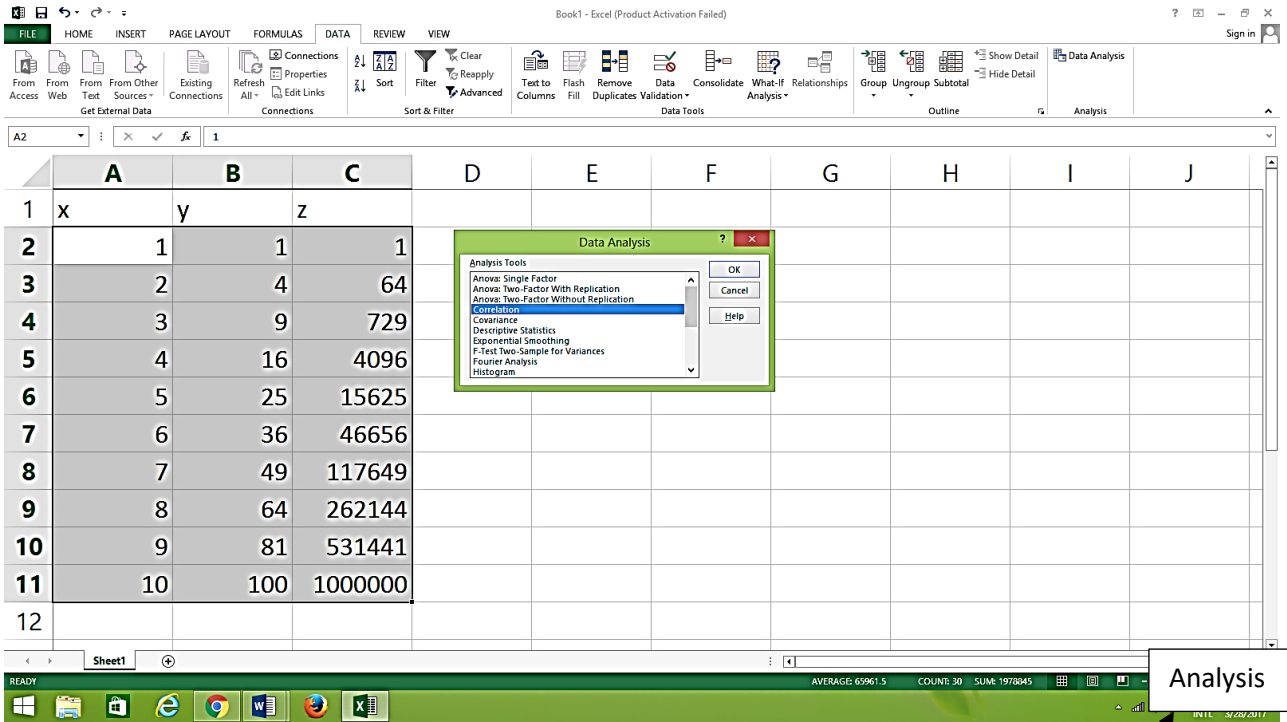 Book1 - Excel (Product Activation Failed)
FILE HOME INSERT PAGE LAYOUT FORMULAS DATA REVIEW VIEW Sign in
From Access
From Web
From Text
From Other Sources
Existing Connections
Get External Data
Refresh All
Connections
Properties
Edit Links
Connections
Sort
Filter
Clear
Reapply
Advanced
Sort & Filter
Text to Columns
Flash Fill
Remove Duplicates
Data Validation
Consolidate
What-If Analysis
Relationships
Data Tools
Group
Ungroup
Subtotal
Show Detail
Hide Detail
Outline
Data Analysis
Analysis
A2 fx 1
A B C D E F G H I J
1 x y z
2 1 1 1
3 2 4 64
4 3 9 729
5 4 16 4096
6 5 25 15625
7 6 36 46656
8 7 49 117649
9 8 64 262144
10 9 81 531441
11 10 100 1000000
12
Data Analysis
Analysis Tools
Anova: Single Factor
Anova: Two-Factor With Replication
Anova: Two-Factor Without Replication
Correlation
Covariance
Descriptive Statistics
Exponential Smoothing
F-Test Two-Sample for Variances
Fourier Analysis
Histogram
OK
Cancel
Help
Sheet1
READY AVERAGE: 65961.5 COUNT: 30 SUM: 1978845
Analysis
INTL 3/28/2017